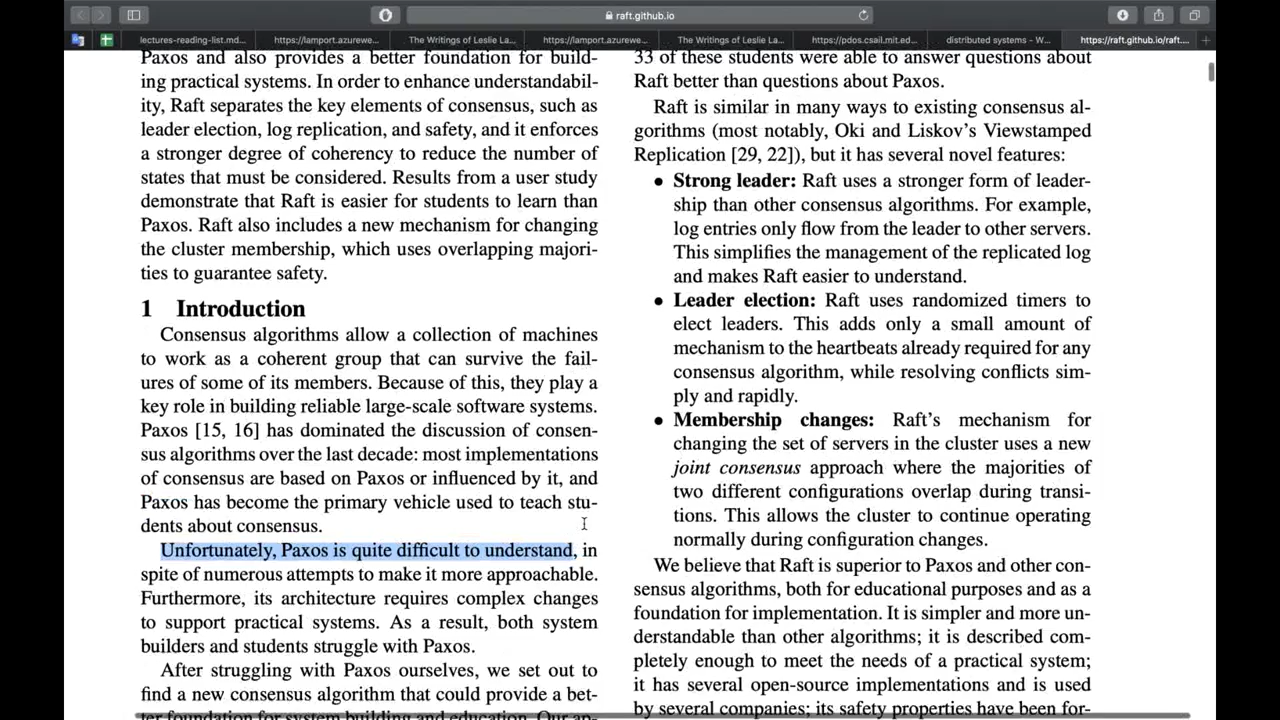 raft.github.io
lectures-reading-list.md...
https://lamport.azurewe...
The Writings of Leslie La...
https://lamport.azurewe...
The Writings of Leslie La...
https://pdos.csail.mit.ed...
distributed systems - W...
https://raft.github.io/raft....
Paxos and also provides a better foundation for build-
ing practical systems. In order to enhance understandabil-
ity, Raft separates the key elements of consensus, such as
leader election, log replication, and safety, and it enforces
a stronger degree of coherency to reduce the number of
states that must be considered. Results from a user study
demonstrate that Raft is easier for students to learn than
Paxos. Raft also includes a new mechanism for changing
the cluster membership, which uses overlapping majori-
ties to guarantee safety.
1 Introduction
Consensus algorithms allow a collection of machines
to work as a coherent group that can survive the fail-
ures of some of its members. Because of this, they play a
key role in building reliable large-scale software systems.
Paxos [15, 16] has dominated the discussion of consen-
sus algorithms over the last decade: most implementations
of consensus are based on Paxos or influenced by it, and
Paxos has become the primary vehicle used to teach stu-
dents about consensus.
Unfortunately, Paxos is quite difficult to understand, in
spite of numerous attempts to make it more approachable.
Furthermore, its architecture requires complex changes
to support practical systems. As a result, both system
builders and students struggle with Paxos.
After struggling with Paxos ourselves, we set out to
find a new consensus algorithm that could provide a bet-
ter foundation for system building and education. Our ap-
33 of these students were able to answer questions about
Raft better than questions about Paxos.
Raft is similar in many ways to existing consensus al-
gorithms (most notably, Oki and Liskov's Viewstamped
Replication [29, 22]), but it has several novel features:
• Strong leader: Raft uses a stronger form of leader-
ship than other consensus algorithms. For example,
log entries only flow from the leader to other servers.
This simplifies the management of the replicated log
and makes Raft easier to understand.
• Leader election: Raft uses randomized timers to
elect leaders. This adds only a small amount of
mechanism to the heartbeats already required for any
consensus algorithm, while resolving conflicts sim-
ply and rapidly.
• Membership changes: Raft's mechanism for
changing the set of servers in the cluster uses a new
joint consensus approach where the majorities of
two different configurations overlap during transi-
tions. This allows the cluster to continue operating
normally during configuration changes.
We believe that Raft is superior to Paxos and other con-
sensus algorithms, both for educational purposes and as a
foundation for implementation. It is simpler and more un-
derstandable than other algorithms; it is described com-
pletely enough to meet the needs of a practical system;
it has several open-source implementations and is used
by several companies; its safety properties have been for-